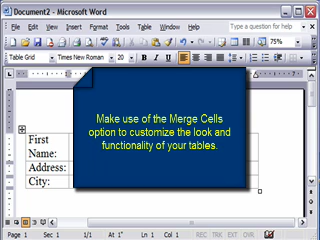 Document2 - Microsoft Word
File Edit View Insert Format Tools Table Window Help
Type a question for help
75%
Table Grid Times New Roman 20 B I U
Make use of the Merge Cells
option to customize the look and
functionality of your tables.
First
Name:
Address:
City:
Page 1 Sec 1 1/1 At 1" Ln 1 Col 1 REC TRK EXT OVR